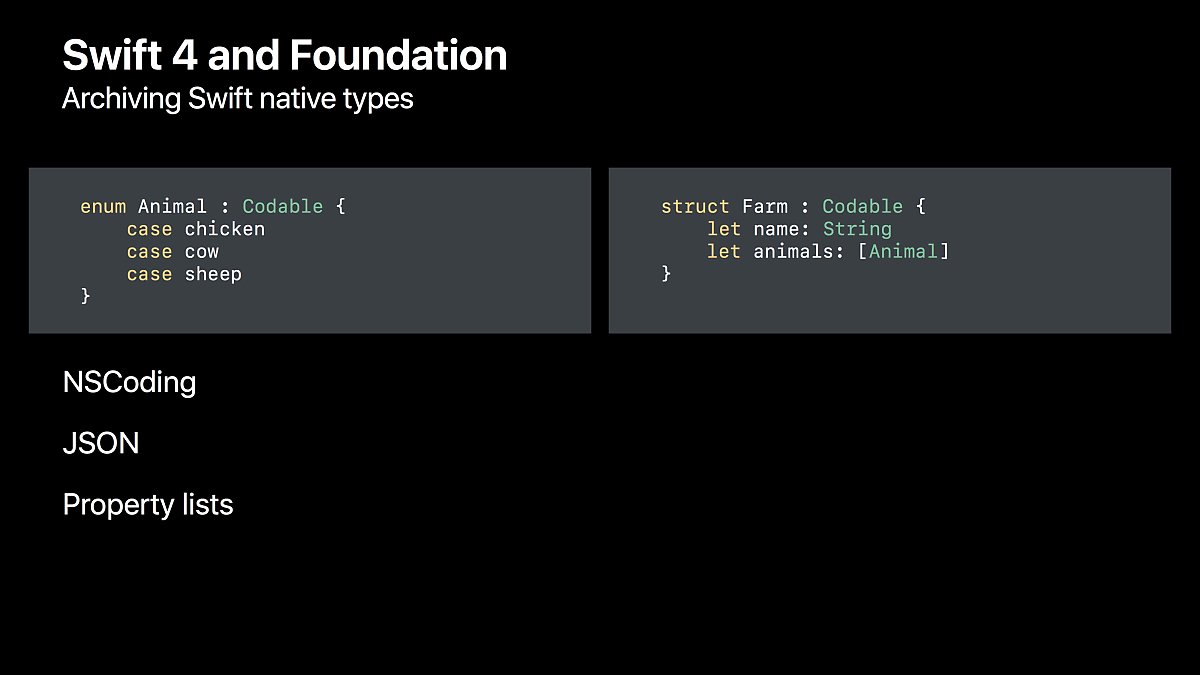 Swift 4 and Foundation
Archiving Swift native types
enum Animal : Codable {
    case chicken
    case cow
    case sheep
}
struct Farm : Codable {
    let name: String
    let animals: [Animal]
}
NSCoding
JSON
Property lists